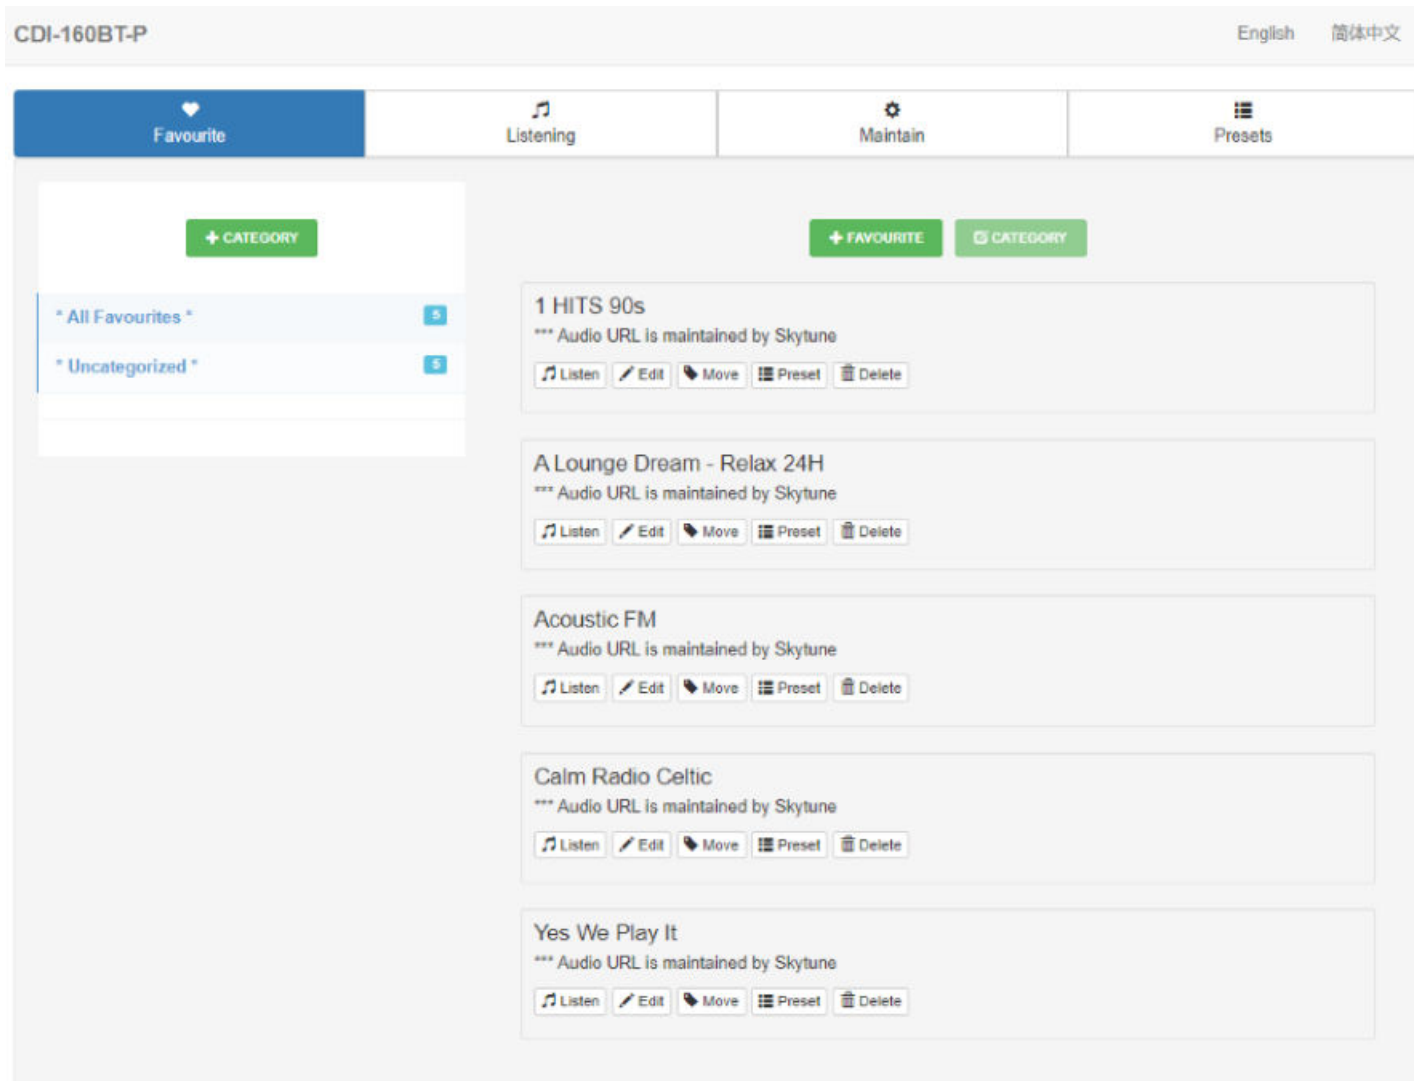 CDI-160BT-P English 简体中文
Favourite Listening Maintain Presets
+ CATEGORY
* All Favourites * 5
* Uncategorized * 5
+ FAVOURITE CATEGORY
1 HITS 90s
*** Audio URL is maintained by Skytune
Listen Edit Move Preset Delete
A Lounge Dream - Relax 24H
*** Audio URL is maintained by Skytune
Listen Edit Move Preset Delete
Acoustic FM
*** Audio URL is maintained by Skytune
Listen Edit Move Preset Delete
Calm Radio Celtic
*** Audio URL is maintained by Skytune
Listen Edit Move Preset Delete
Yes We Play It
*** Audio URL is maintained by Skytune
Listen Edit Move Preset Delete